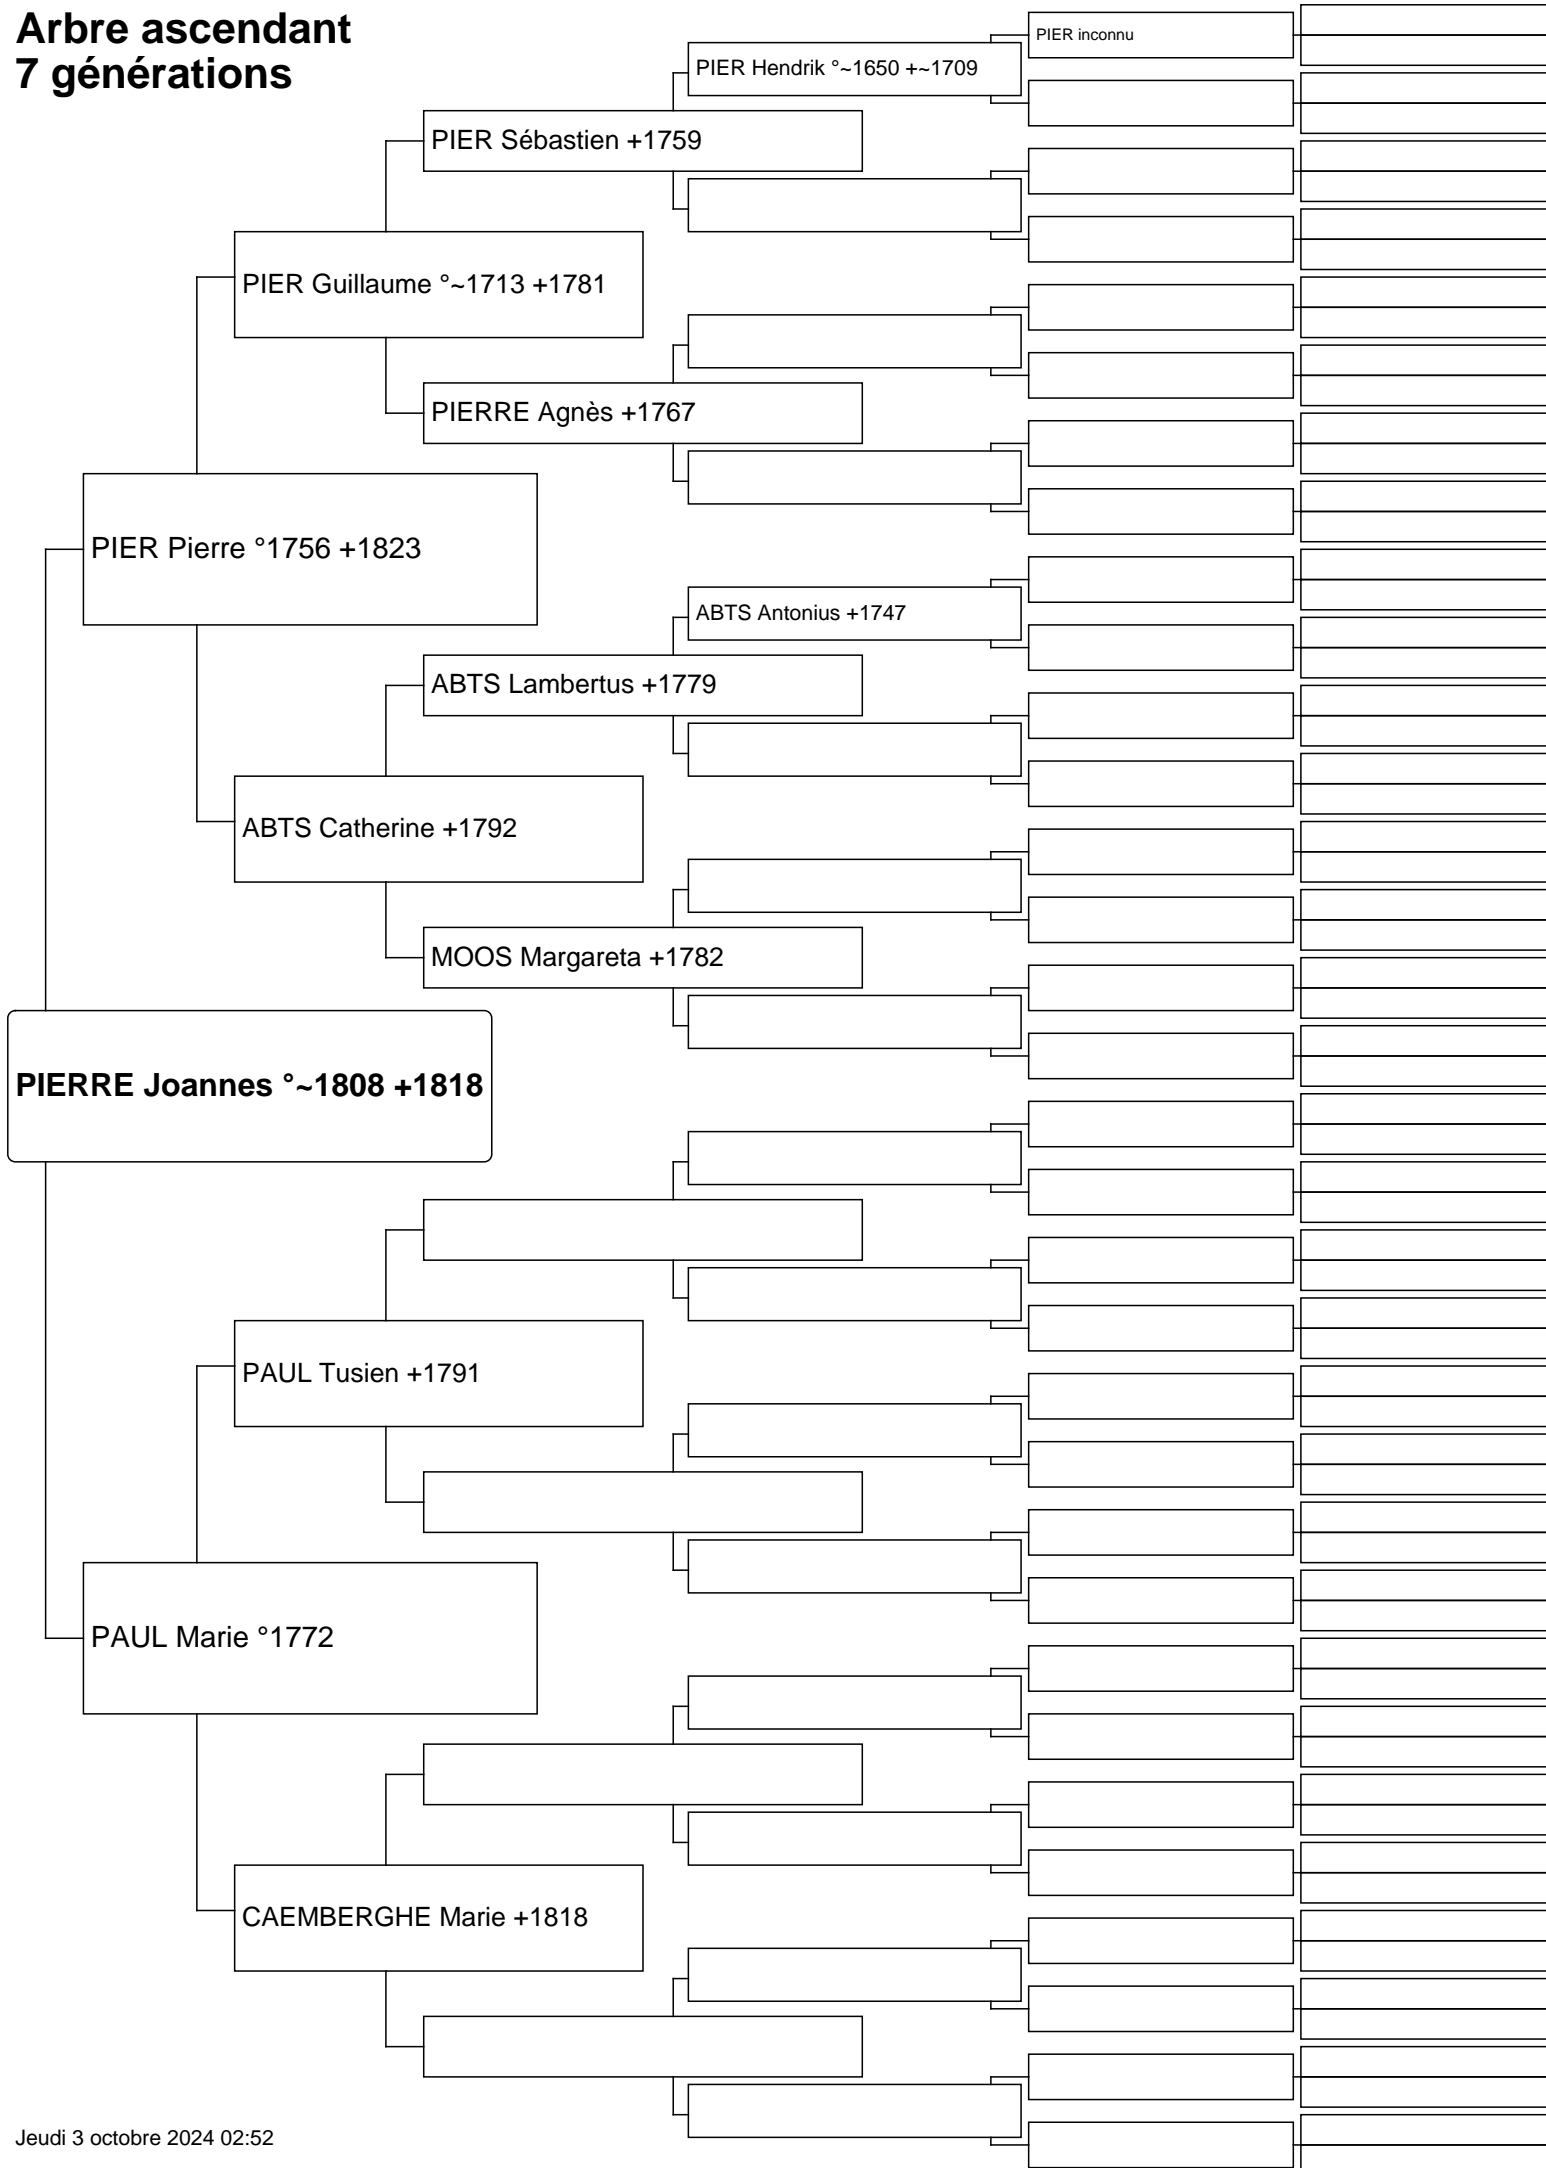 Arbre ascendant
7 générations
PIER inconnu
PIER Hendrik °~1650 +~1709
PIER Sébastien +1759
PIER Guillaume °~1713 +1781
PIERRE Agnès +1767
PIER Pierre °1756 +1823
ABTS Antonius +1747
ABTS Lambertus +1779
ABTS Catherine +1792
MOOS Margareta +1782
PIERRE Joannes °~1808 +1818
PAUL Tusien +1791
PAUL Marie °1772
CAEMBERGHE Marie +1818
Jeudi 3 octobre 2024 02:52